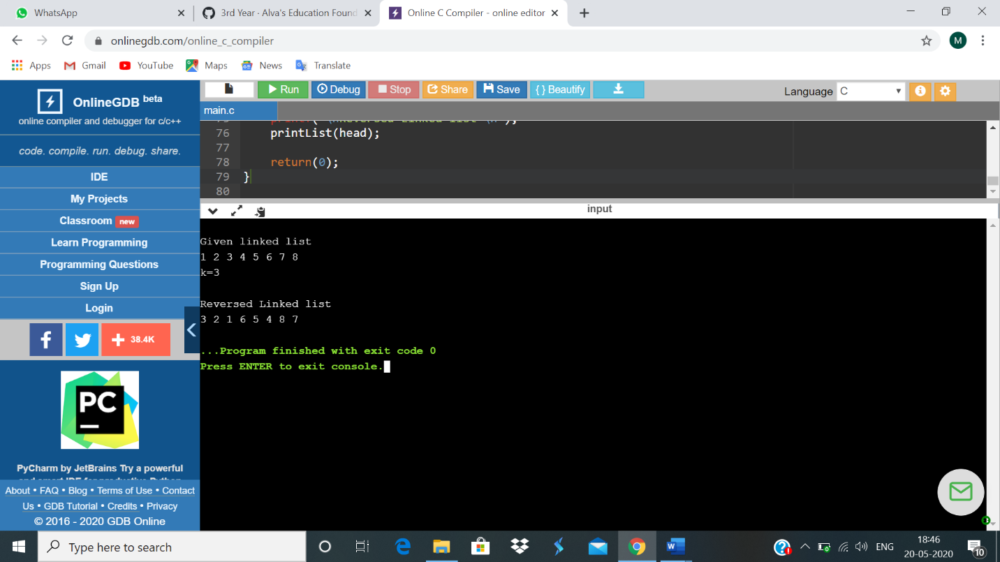 WhatsApp
3rd Year · Alva's Education Found
Online C Compiler - online editor
onlinegdb.com/online_c_compiler
M
Apps
Gmail
YouTube
Maps
News
Translate
OnlineGDB beta
online compiler and debugger for c/c++
code. compile. run. debug. share.
IDE
My Projects
Classroom new
Learn Programming
Programming Questions
Sign Up
Login
38.4K
PC
PyCharm by JetBrains Try a powerful
About • FAQ • Blog • Terms of Use • Contact
Us • GDB Tutorial • Credits • Privacy
© 2016 - 2020 GDB Online
Run
Debug
Stop
Share
Save
{ } Beautify
Language C
main.c
76 printList(head);
77
78 return(0);
79 }
80
input
Given linked list
1 2 3 4 5 6 7 8
k=3
Reversed Linked list
3 2 1 6 5 4 8 7
...Program finished with exit code 0
Press ENTER to exit console.
Type here to search
ENG
18:46
20-05-2020
10